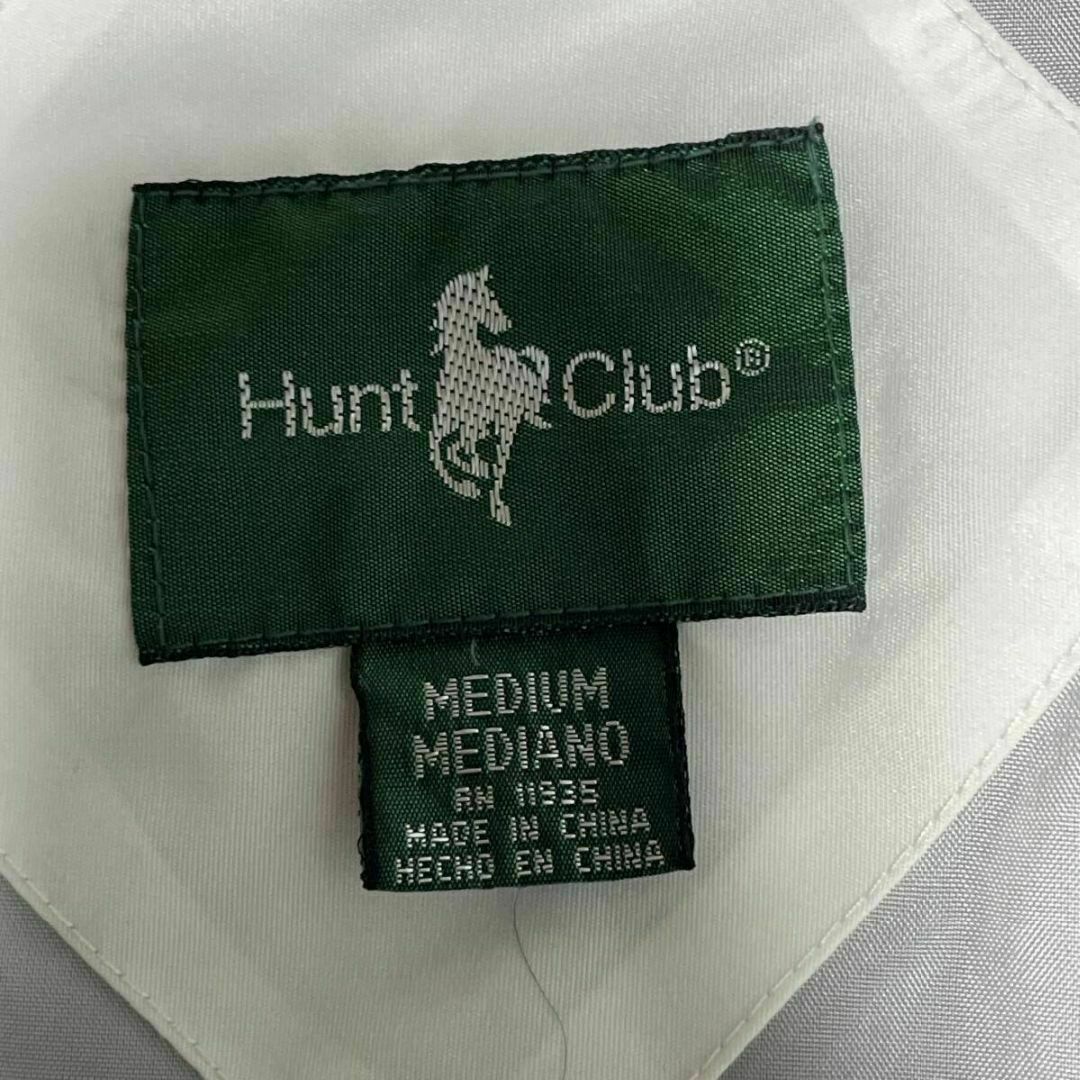 Hunt Club®
MEDIUM
MEDIANO
RN 11935
MADE IN CHINA
HECHO EN CHINA